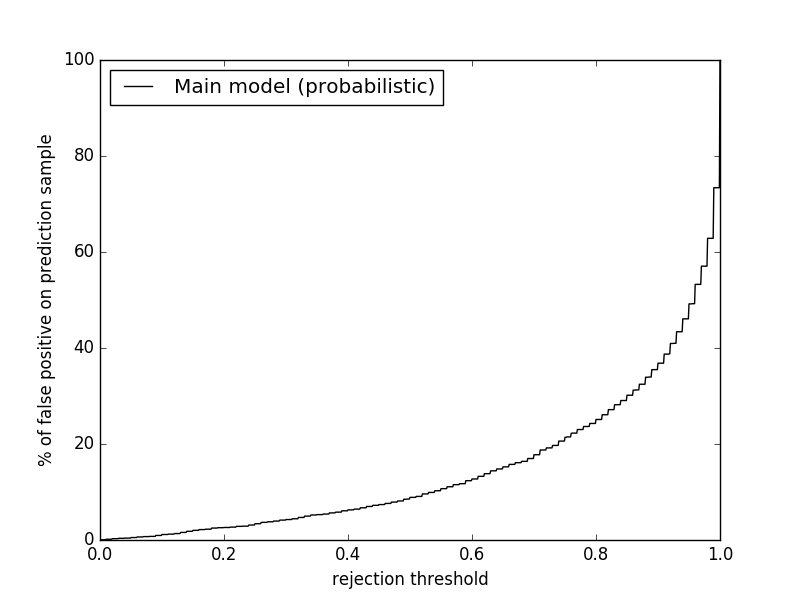 Main model (probabilistic)
% of false positive on prediction sample
100
80
60
40
20
0
0.0 0.2 0.4 0.6 0.8 1.0
rejection threshold